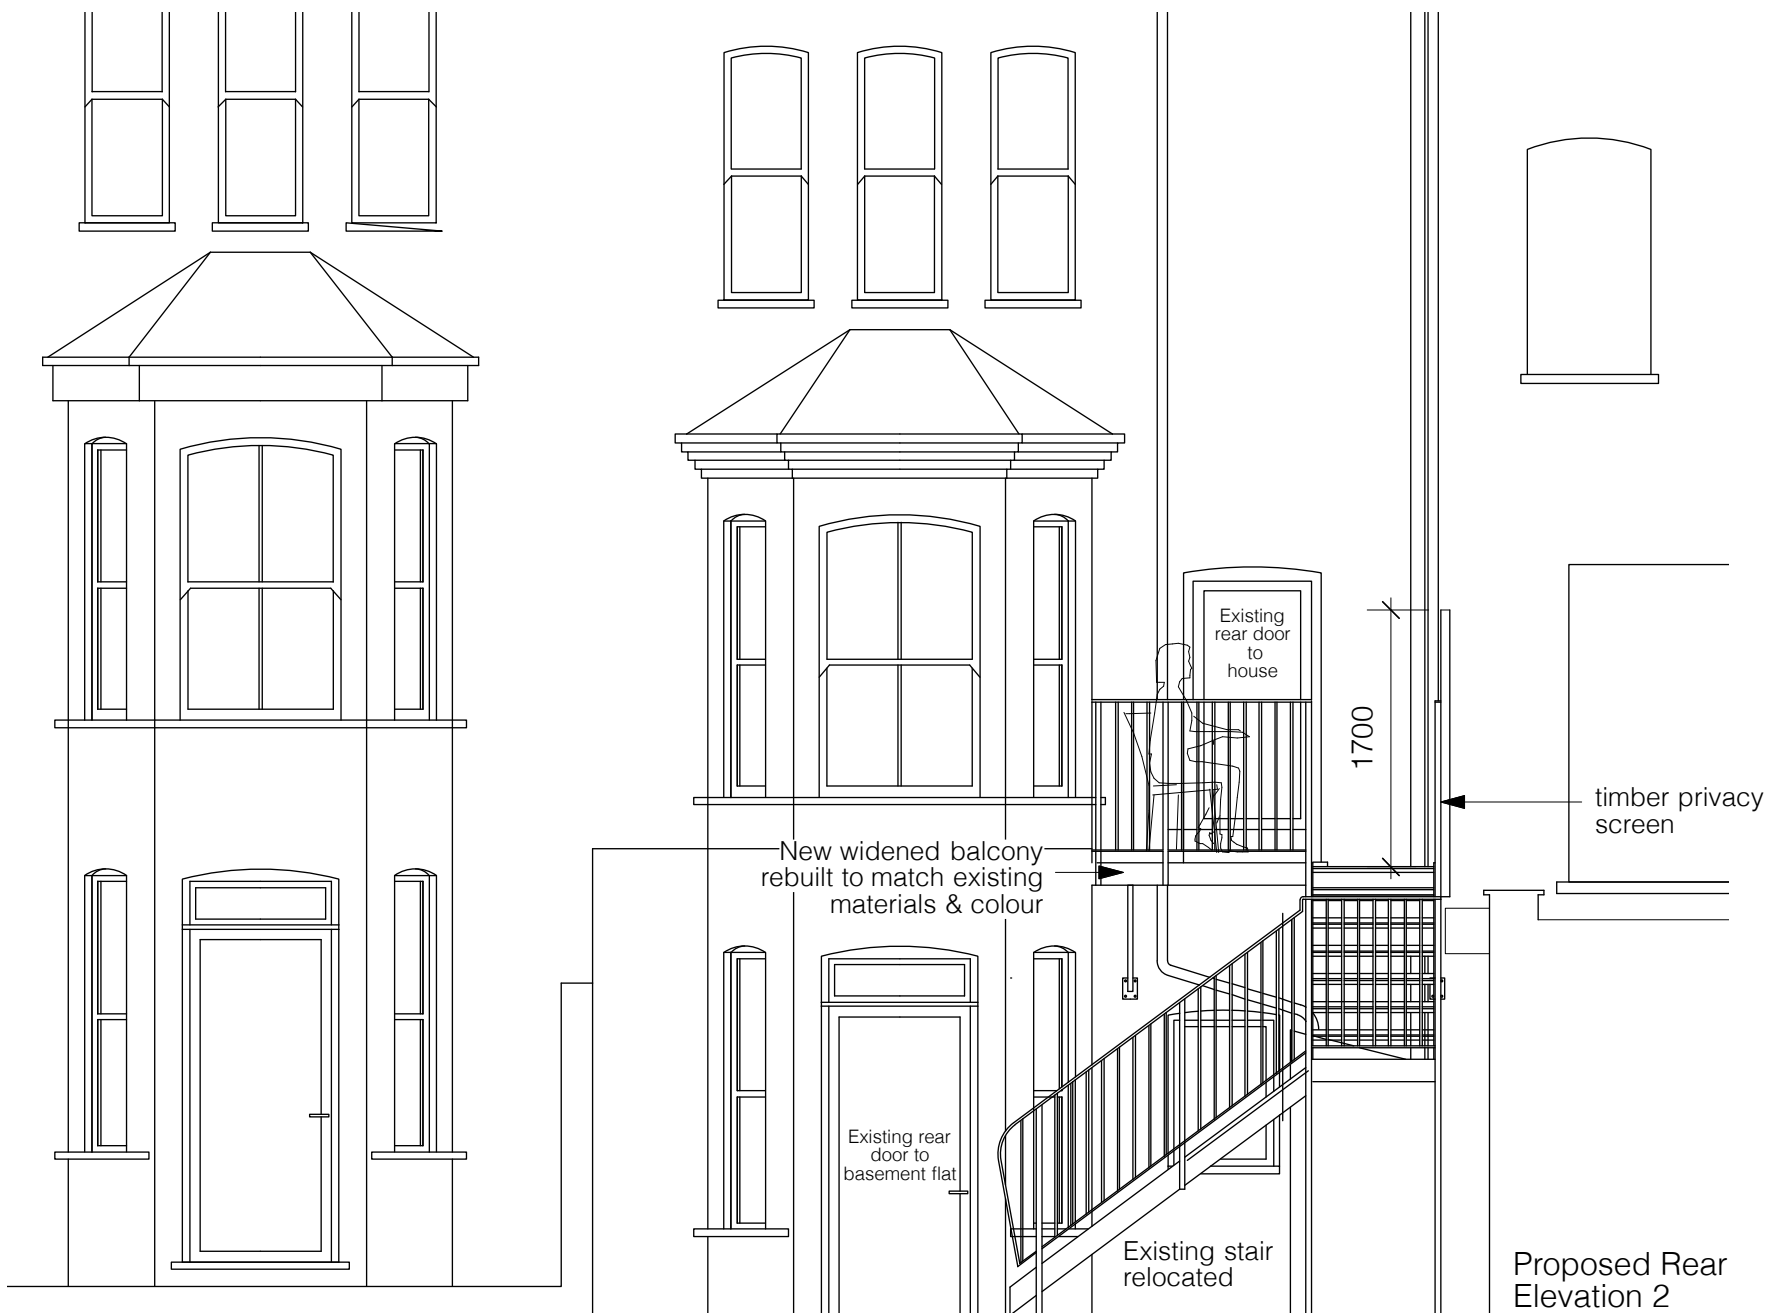 Existing
rear door
to
house
1700
timber privacy
screen
New widened balcony
rebuilt to match existing
materials & colour
Existing rear
door to
basement flat
Existing stair
relocated
Proposed Rear
Elevation 2